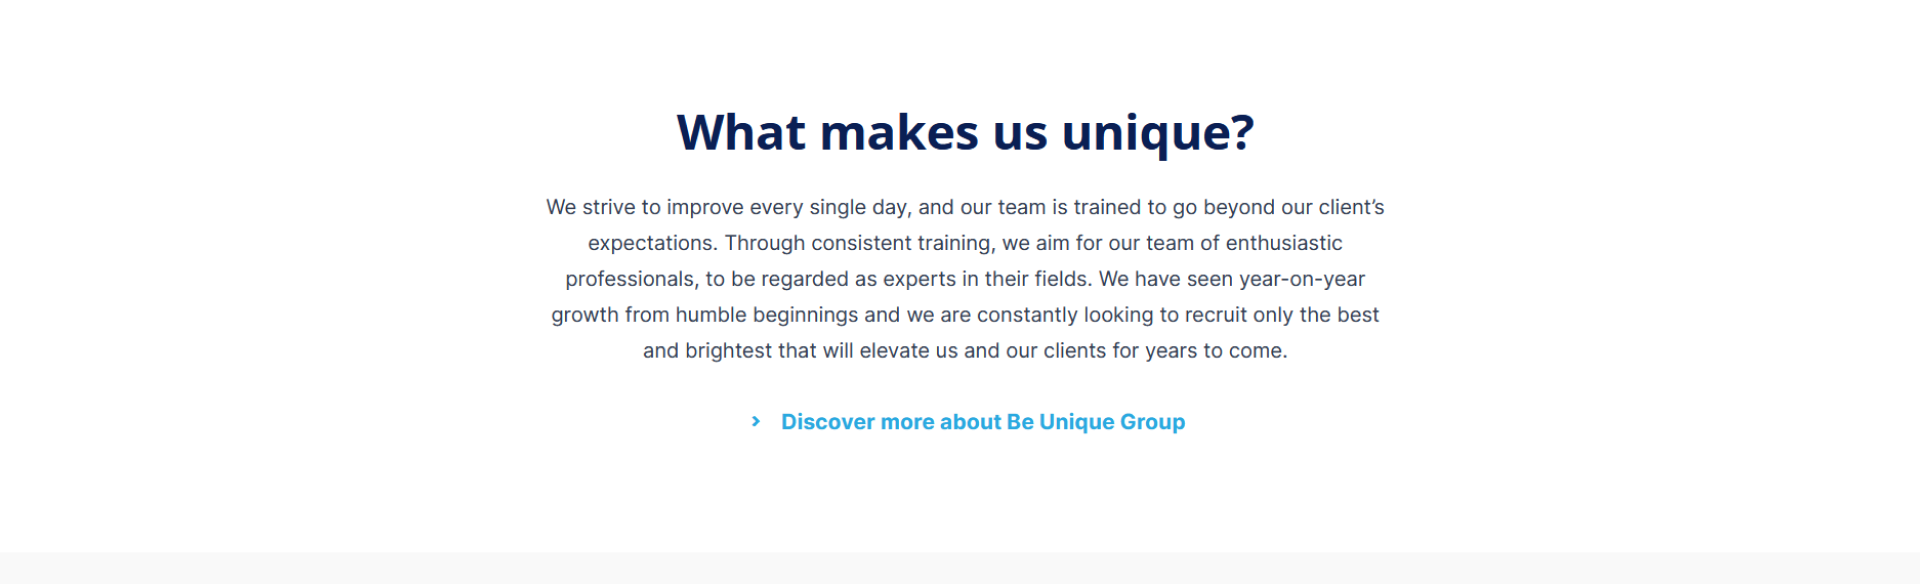 What makes us unique?
We strive to improve every single day, and our team is trained to go beyond our client’s
expectations. Through consistent training, we aim for our team of enthusiastic
professionals, to be regarded as experts in their fields. We have seen year-on-year
growth from humble beginnings and we are constantly looking to recruit only the best
and brightest that will elevate us and our clients for years to come.
Discover more about Be Unique Group